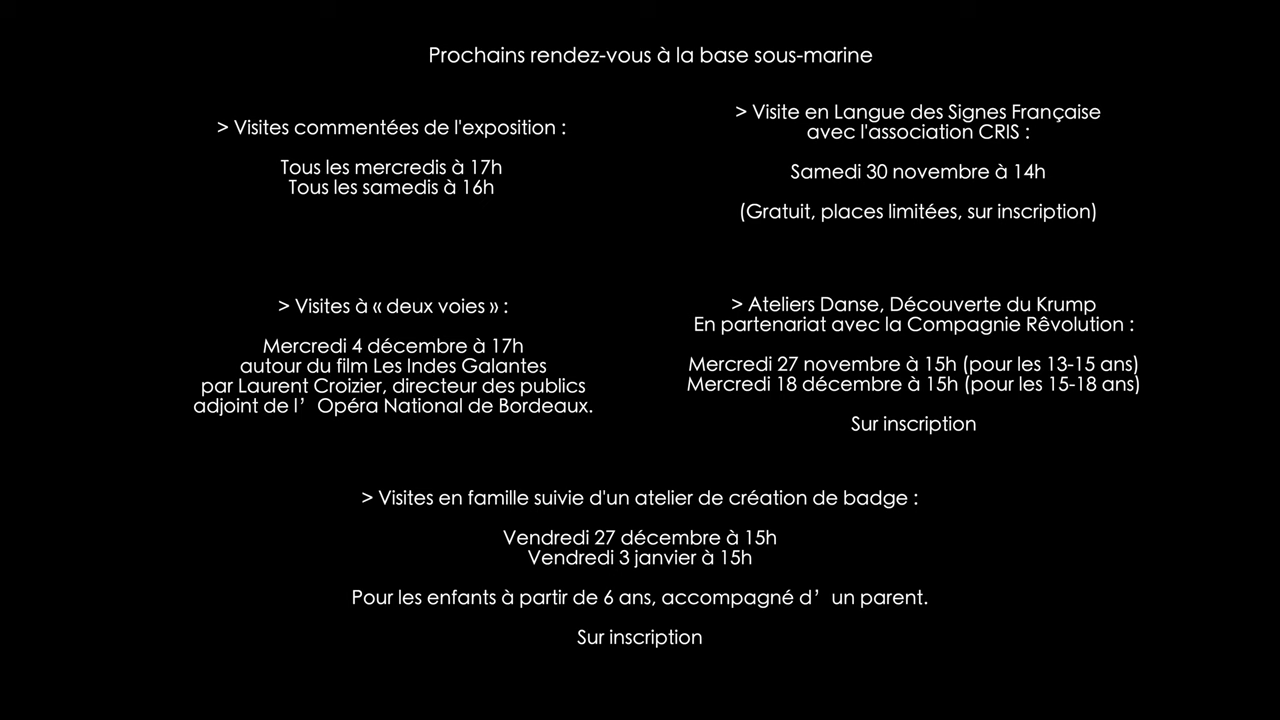 Prochains rendez-vous à la base sous-marine
> Visites commentées de l'exposition :
Tous les mercredis à 17h
Tous les samedis à 16h
> Visite en Langue des Signes Française
avec l'association CRIS :
Samedi 30 novembre à 14h
(Gratuit, places limitées, sur inscription)
> Visites à « deux voies » :
Mercredi 4 décembre à 17h
autour du film Les Indes Galantes
par Laurent Croizier, directeur des publics
adjoint de l’ Opéra National de Bordeaux.
> Ateliers Danse, Découverte du Krump
En partenariat avec la Compagnie Rêvolution :
Mercredi 27 novembre à 15h (pour les 13-15 ans)
Mercredi 18 décembre à 15h (pour les 15-18 ans)
Sur inscription
> Visites en famille suivie d'un atelier de création de badge :
Vendredi 27 décembre à 15h
Vendredi 3 janvier à 15h
Pour les enfants à partir de 6 ans, accompagné d’ un parent.
Sur inscription